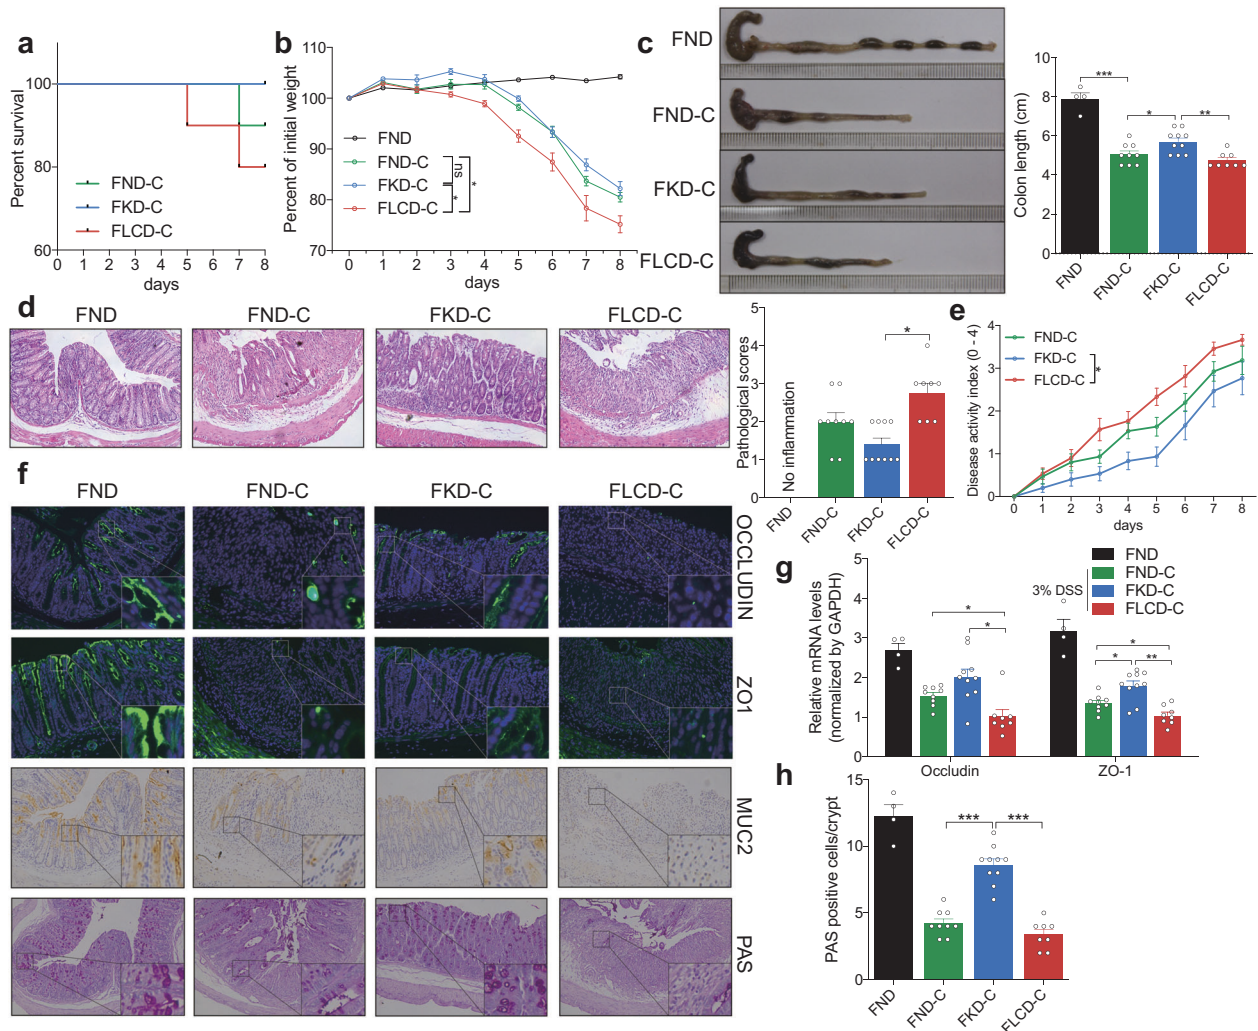 a
Percent survival
100
80
60
0 1 2 3 4 5 6 7 8
days
FND-C
FKD-C
FLCD-C
b
Percent of initial weight
110
100
90
80
70
0 1 2 3 4 5 6 7 8
days
FND
FND-C
FKD-C
FLCD-C
ns
*
*
c
FND
FND-C
FKD-C
FLCD-C
Colon length (cm)
10
8
6
4
2
0
***
*
**
FND
FND-C
FKD-C
FLCD-C
d
FND
FND-C
FKD-C
FLCD-C
Pathological scores
5
4
3
2
1
0
No inflammation
*
FND
FND-C
FKD-C
FLCD-C
e
Disease activity index (0 - 4)
4
3
2
1
0
FND-C
FKD-C
FLCD-C
*
0 1 2 3 4 5 6 7 8
days
f
FND
FND-C
FKD-C
FLCD-C
OCCLUDIN
ZO1
MUC2
PAS
g
Relative mRNA levels
(normalized by GAPDH)
5
4
3
2
1
0
3% DSS
FND
FND-C
FKD-C
FLCD-C
*
*
*
*
**
Occludin
ZO-1
h
PAS positive cells/crypt
15
10
5
0
***
***
FND
FND-C
FKD-C
FLCD-C